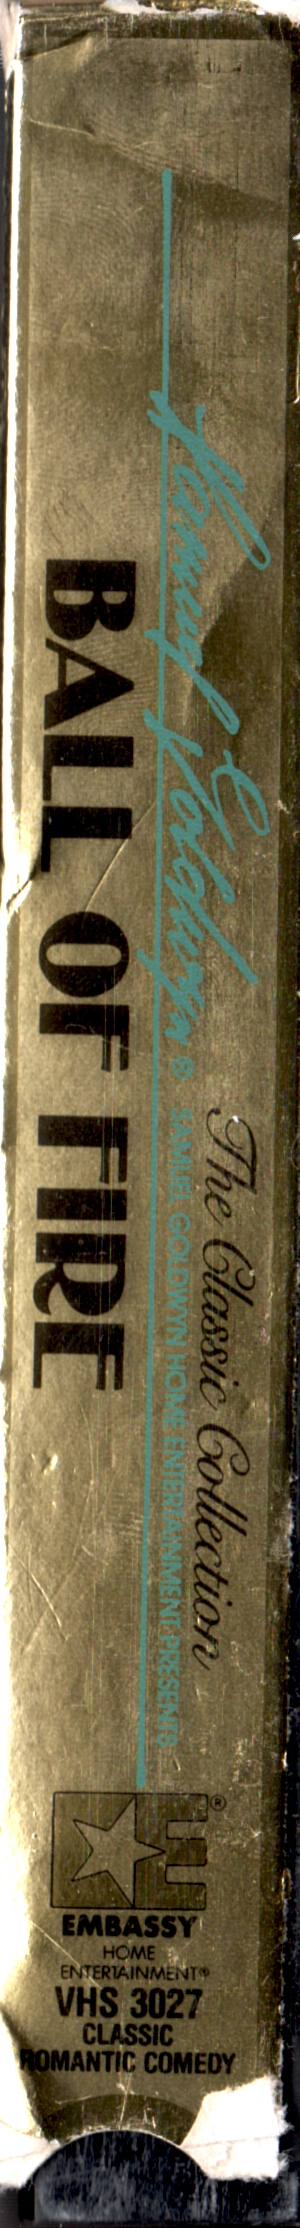 Samuel Goldwyn ®
The Classic Collection
SAMUEL GOLDWYN HOME ENTERTAINMENT PRESENTS
BALL OF FIRE
®
EMBASSY
HOME
ENTERTAINMENT®
VHS 3027
CLASSIC
ROMANTIC COMEDY